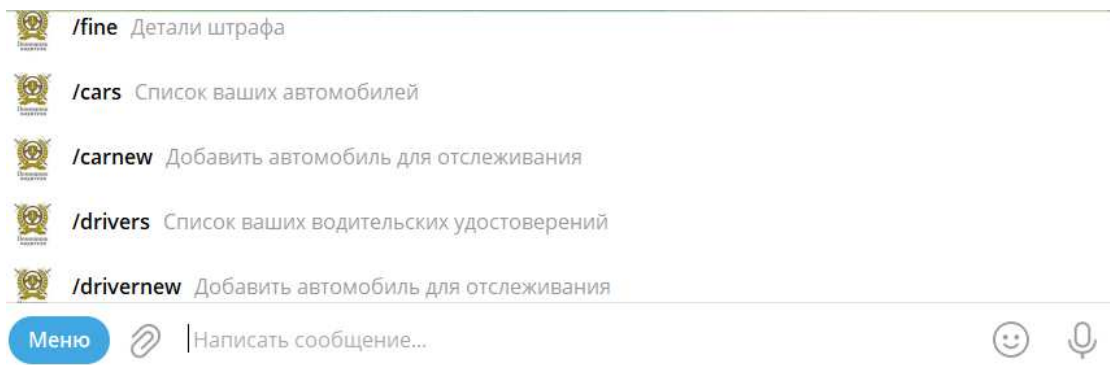 /fine Детали штрафа
/cars Список ваших автомобилей
/carnew Добавить автомобиль для отслеживания
/drivers Список ваших водительских удостоверений
/drivernew Добавить автомобиль для отслеживания
Меню Написать сообщение...